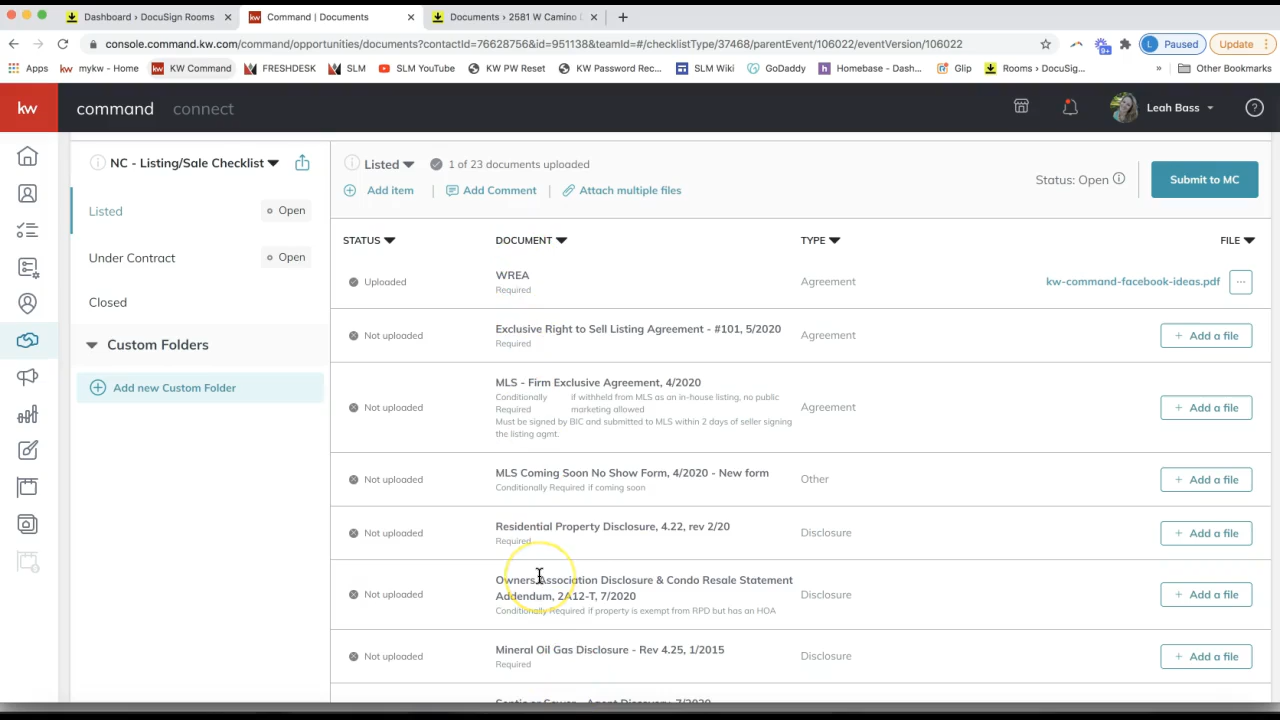 Dashboard › DocuSign Rooms
Command | Documents
Documents › 2581 W Camino
console.command.kw.com/command/opportunities/documents?contactId=76628756&id=951138&teamId=#/checklistType/37468/parentEvent/106022/eventVersion/106022
L Paused
Update
Apps
kw mykw - Home
kw KW Command
FRESHDESK
SLM
SLM YouTube
KW PW Reset
KW Password Rec...
SLM Wiki
GoDaddy
h Homebase - Dash...
Glip
Rooms › DocuSig...
»
Other Bookmarks
kw
command
connect
Leah Bass
NC - Listing/Sale Checklist
Listed
1 of 23 documents uploaded
Add item
Add Comment
Attach multiple files
Status: Open
Submit to MC
Listed
Open
Under Contract
Open
Closed
Custom Folders
Add new Custom Folder
STATUS
DOCUMENT
TYPE
FILE
Uploaded
WREA
Required
Agreement
kw-command-facebook-ideas.pdf
...
Not uploaded
Exclusive Right to Sell Listing Agreement - #101, 5/2020
Required
Agreement
+ Add a file
Not uploaded
MLS - Firm Exclusive Agreement, 4/2020
Conditionally Required
if withheld from MLS as an in-house listing, no public
marketing allowed
Must be signed by BIC and submitted to MLS within 2 days of seller signing
the listing agmt.
Agreement
+ Add a file
Not uploaded
MLS Coming Soon No Show Form, 4/2020 - New form
Conditionally Required if coming soon
Other
+ Add a file
Not uploaded
Residential Property Disclosure, 4.22, rev 2/20
Required
Disclosure
+ Add a file
Not uploaded
Owners Association Disclosure & Condo Resale Statement
Addendum, 2A12-T, 7/2020
Conditionally Required if property is exempt from RPD but has an HOA
Disclosure
+ Add a file
Not uploaded
Mineral Oil Gas Disclosure - Rev 4.25, 1/2015
Required
Disclosure
+ Add a file
Septic or Sewer - Agent Discovery, 7/2020